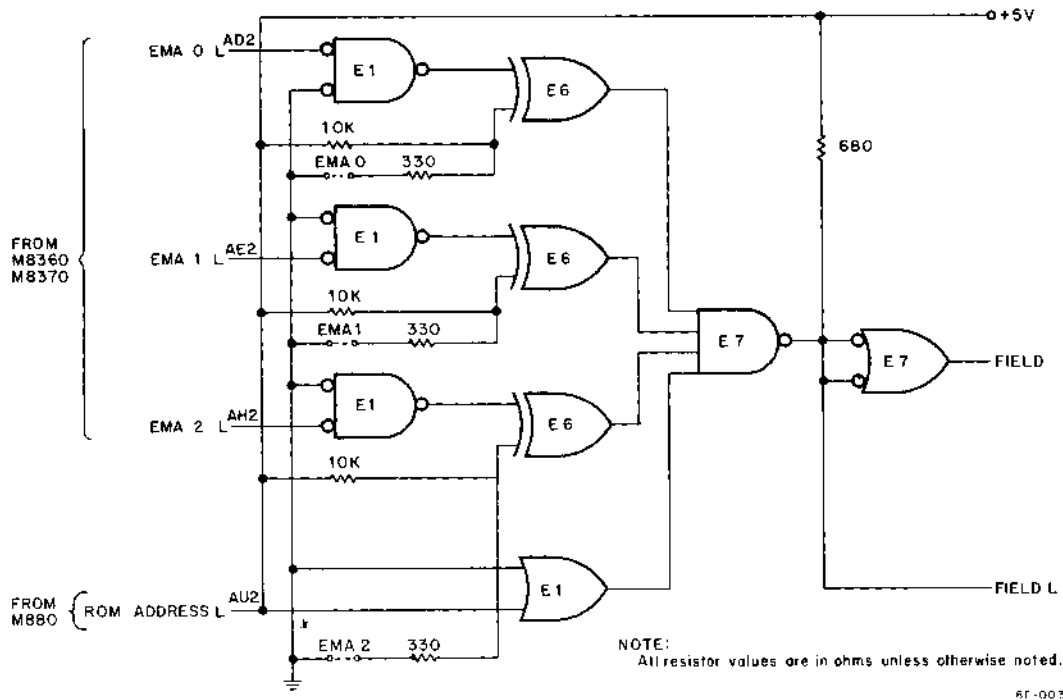 +5V
EMA 0 L AD2
E1
E6
10K
EMA 0 330
680
FROM
M8360
M8370
EMA 1 L AE2
E1
E6
10K
EMA 1 330
E7
E7
FIELD
E1
EMA 2 L AH2
E6
10K
E1
FIELD L
FROM
M880
ROM ADDRESS L AU2
EMA 2 330
NOTE:
All resistor values are in ohms unless otherwise noted.